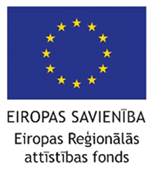 EIROPAS SAVIENĪBA
Eiropas Reģionālās
attīstības fonds